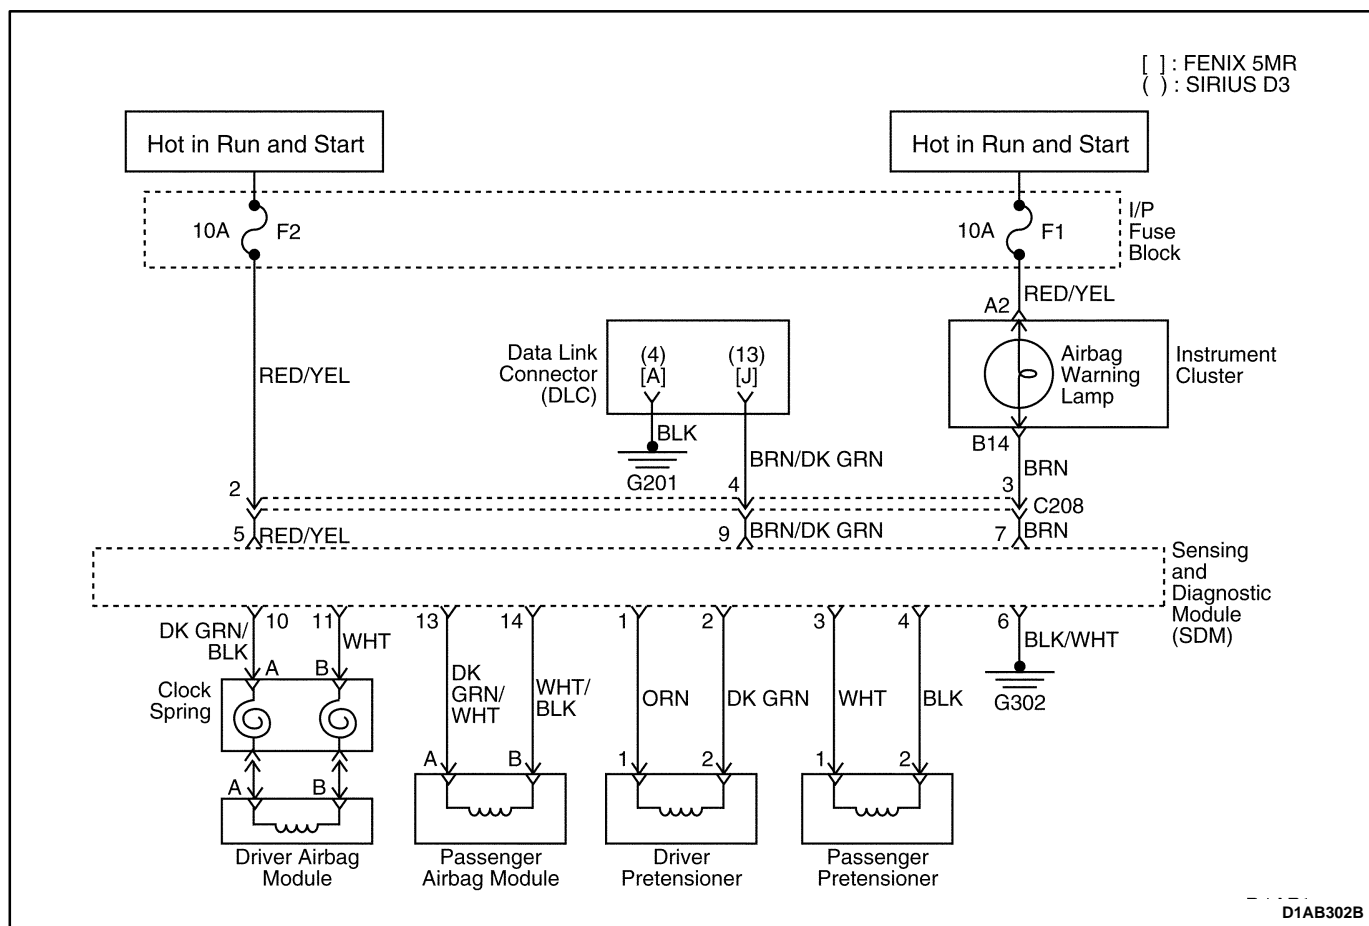 [ ] : FENIX 5MR
( ) : SIRIUS D3
Hot in Run and Start
Hot in Run and Start
10A
F2
10A
F1
I/P
Fuse
Block
RED/YEL
A2
RED/YEL
Data Link
Connector
(DLC)
(4)
[A]
(13)
[J]
Airbag
Warning
Lamp
Instrument
Cluster
BLK
G201
BRN/DK GRN
B14
BRN
2
4
3
C208
5
RED/YEL
9
BRN/DK GRN
7
BRN
Sensing
and
Diagnostic
Module
(SDM)
10
11
13
14
1
2
3
4
6
DK GRN/
BLK
WHT
DK
GRN/
WHT
WHT/
BLK
ORN
DK GRN
WHT
BLK
BLK/WHT
G302
Clock
Spring
A
B
A
B
A
B
1
2
1
2
Driver Airbag
Module
Passenger
Airbag Module
Driver
Pretensioner
Passenger
Pretensioner
D1AB302B